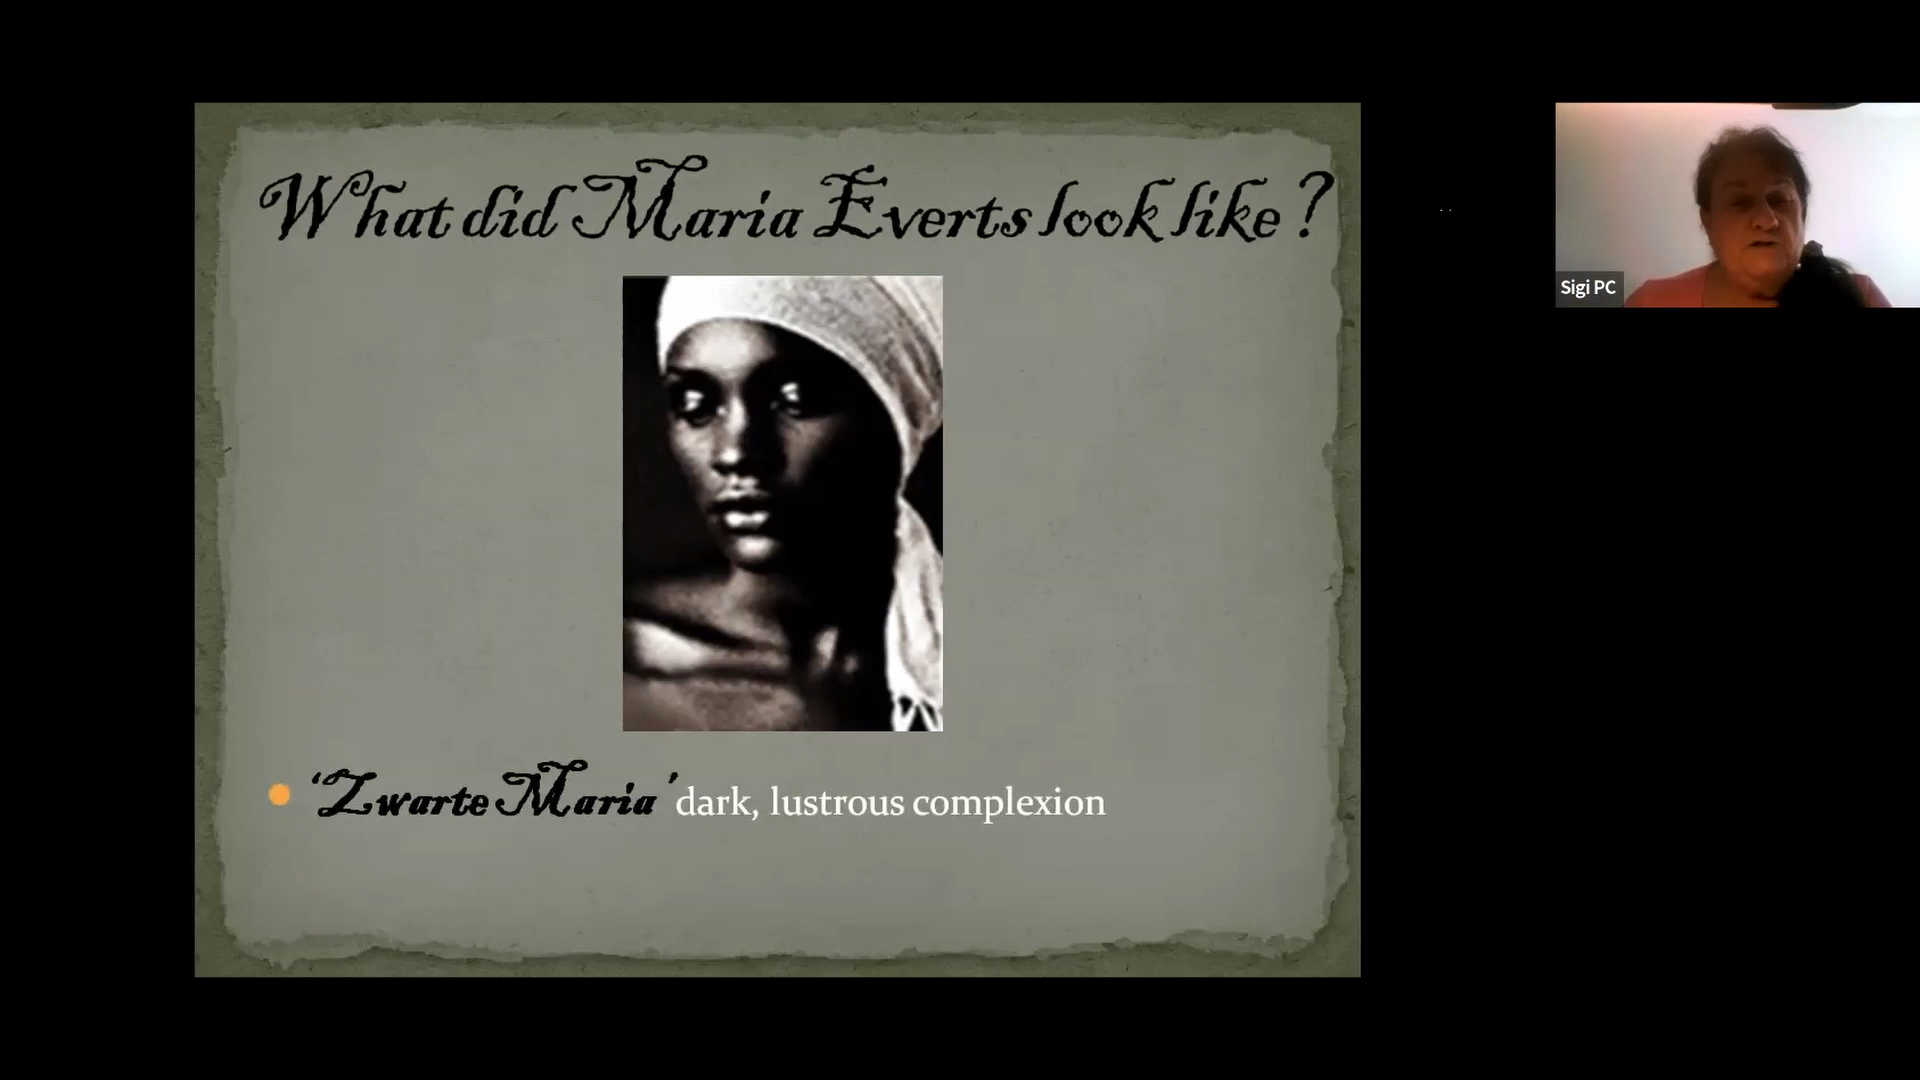 What did Maria Everts look like?
'Zwarte Maria' dark, lustrous complexion
Sigi PC